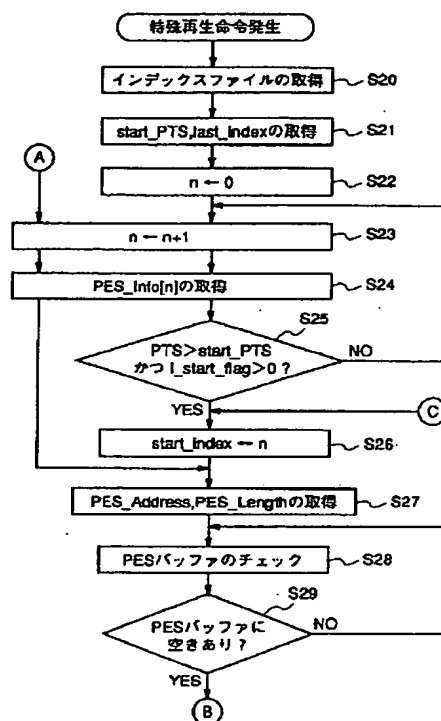 特殊再生命令発生
インデックスファイルの取得
S20
start_PTS,last_indexの取得
S21
A
n ← 0
S22
n ← n+1
S23
PES_Info[n]の取得
S24
S25
PTS>start_PTS
かつ I_start_flag>0 ?
NO
YES
C
start_index ← n
S26
PES_Address,PES_Lengthの取得
S27
PESバッファのチェック
S28
S29
PESバッファに
空きあり ?
NO
YES
B